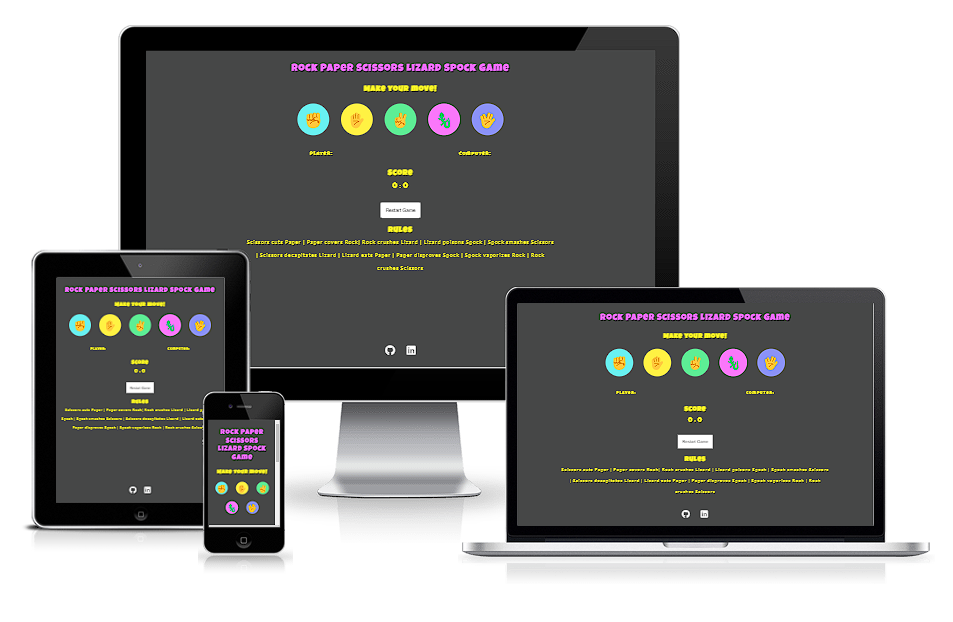 Rock Paper Scissors Lizard Spock Game
Make your move!
Player:
Computer:
Score
0 : 0
Restart Game
Rules
Scissors cuts Paper | Paper covers Rock| Rock crushes Lizard | Lizard poisons Spock | Spock smashes Scissors
| Scissors decapitates Lizard | Lizard eats Paper | Paper disproves Spock | Spock vaporizes Rock | Rock
crushes Scissors
in
Rock Paper Scissors Lizard Spock Game
Make your move!
Player:
Computer:
Score
0 : 0
Restart Game
Rules
Scissors cuts Paper | Paper covers Rock| Rock crushes Lizard | Lizard
Spock | Spock smashes Scissors | Scissors decapitates Lizard | Lizard
Paper disproves Spock | Spock vaporizes Rock | Rock crushes
in
Rock Paper
Scissors
Lizard Spock
Game
Make your move!
Rock Paper Scissors Lizard Spock Game
Make your move!
Player:
Computer:
Score
0 : 0
Restart Game
Rules
Scissors cuts Paper | Paper covers Rock| Rock crushes Lizard | Lizard poisons Spock | Spock smashes Scissors
| Scissors decapitates Lizard | Lizard eats Paper | Paper disproves Spock | Spock vaporizes Rock | Rock
crushes Scissors
in